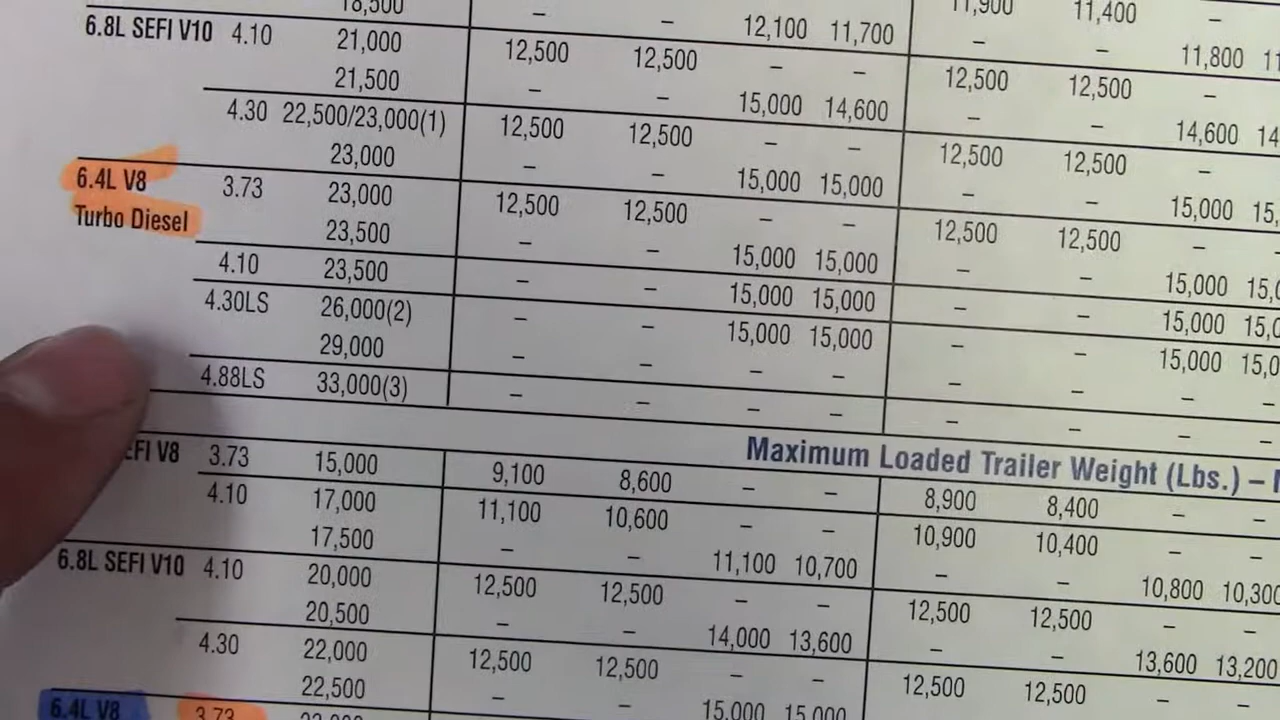 18,500 – – 12,100 11,700 11,900 11,400 –
6.8L SEFI V10 4.10 21,000 12,500 12,500 – – – – 11,800
21,500 – – 15,000 14,600 12,500 12,500 –
4.30 22,500/23,000(1) 12,500 12,500 – – – – 14,600
23,000 – – 15,000 15,000 12,500 12,500 –
6.4L V8 3.73 23,000 12,500 12,500 – – – – 15,000
Turbo Diesel 23,500 – – 15,000 15,000 12,500 12,500 –
4.10 23,500 – – 15,000 15,000 – – 15,000
4.30LS 26,000(2) – – 15,000 15,000 – – 15,000
29,000 – – – – – – 15,000
4.88LS 33,000(3) – – – – – – – –
Maximum Loaded Trailer Weight (Lbs.) –
EFI V8 3.73 15,000 9,100 8,600 – – 8,900 8,400 – –
4.10 17,000 11,100 10,600 – – 10,900 10,400 – –
17,500 – – 11,100 10,700 – – 10,800 10,300
6.8L SEFI V10 4.10 20,000 12,500 12,500 – – 12,500 12,500 – –
20,500 – – 14,000 13,600 – – 13,600 13,200
4.30 22,000 12,500 12,500 – – 12,500 12,500 –
22,500 – – 15,000 15,000
6.4L V8 3.73